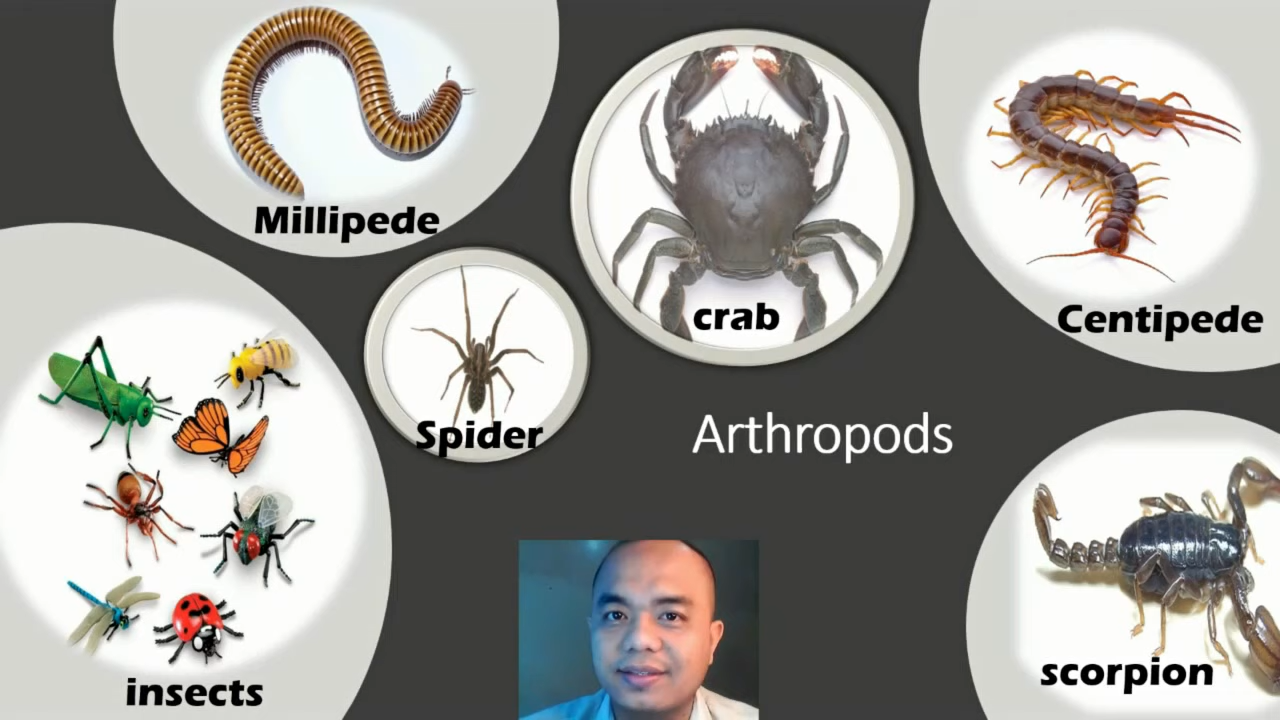 Millipede
crab
Centipede
Spider
Arthropods
insects
scorpion